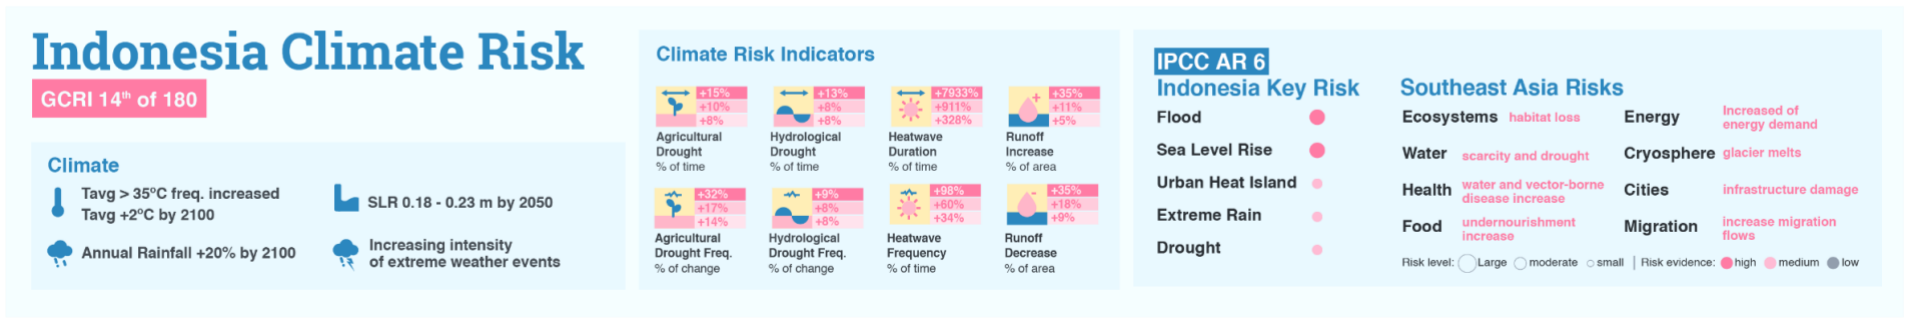 Indonesia Climate Risk
GCRI 14th of 180
Climate
Tavg > 35ºC freq. increased
Tavg +2ºC by 2100
SLR 0.18 - 0.23 m by 2050
Annual Rainfall +20% by 2100
Increasing intensity
of extreme weather events
Climate Risk Indicators
+15%
+10%
+8%
Agricultural
Drought
% of time
+13%
+8%
+8%
Hydrological
Drought
% of time
+7933%
+911%
+328%
Heatwave
Duration
% of time
+35%
+11%
+5%
Runoff
Increase
% of area
+32%
+17%
+14%
Agricultural
Drought Freq.
% of change
+9%
+8%
+8%
Hydrological
Drought Freq.
% of change
+98%
+60%
+34%
Heatwave
Frequency
% of time
+35%
+18%
+9%
Runoff
Decrease
% of area
IPCC AR 6
Indonesia Key Risk
Flood
Sea Level Rise
Urban Heat Island
Extreme Rain
Drought
Southeast Asia Risks
Ecosystems habitat loss
Water scarcity and drought
Health water and vector-borne
disease increase
Food undernourishment
increase
Energy Increased of
energy demand
Cryosphere glacier melts
Cities infrastructure damage
Migration increase migration
flows
Risk level: Large moderate small | Risk evidence: high medium low